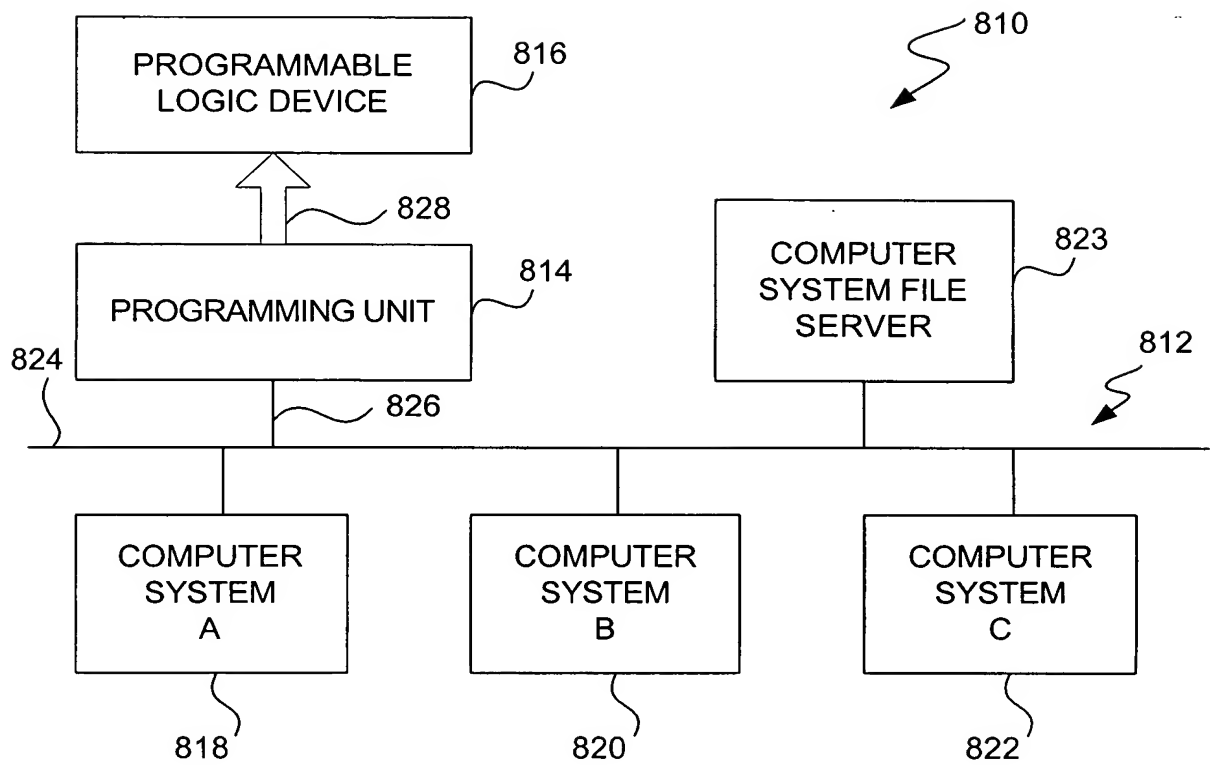 810
PROGRAMMABLE
LOGIC DEVICE
816
828
COMPUTER
SYSTEM FILE
SERVER
823
PROGRAMMING UNIT
814
812
824
826
COMPUTER
SYSTEM
A
COMPUTER
SYSTEM
B
COMPUTER
SYSTEM
C
818
820
822